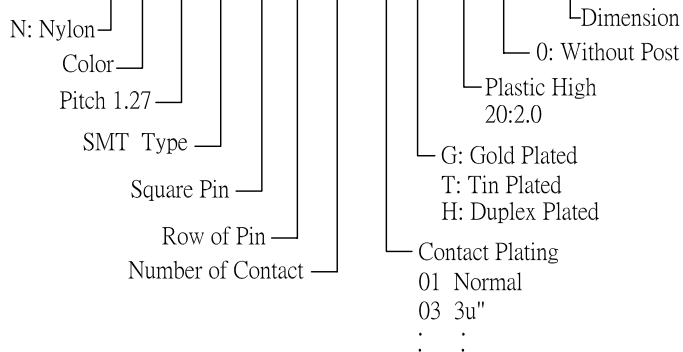 N: Nylon
Color
Pitch 1.27
SMT Type
Square Pin
Row of Pin
Number of Contact
Dimension
0: Without Post
Plastic High
20:2.0
G: Gold Plated
T: Tin Plated
H: Duplex Plated
Contact Plating
01 Normal
03 3u"
: :